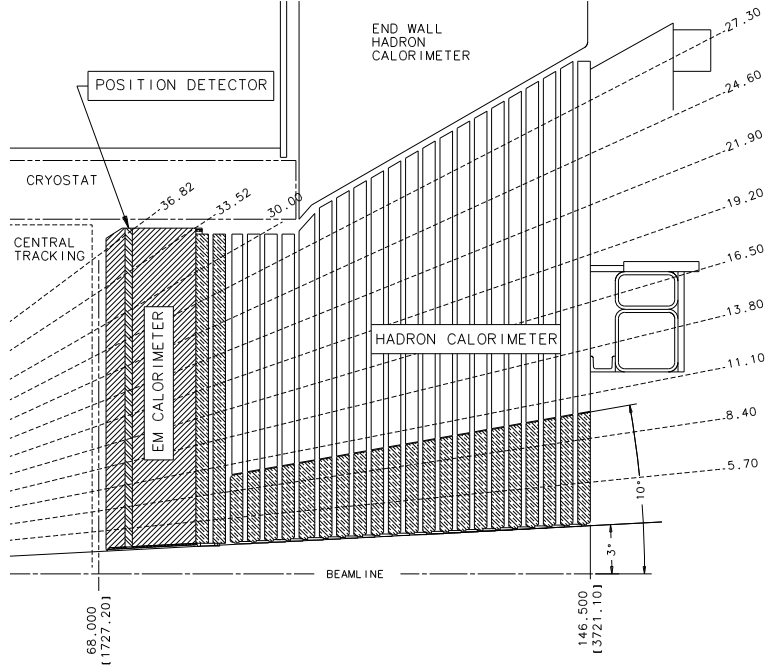 END WALL
HADRON
CALORIMETER
27.30
POSITION DETECTOR
24.60
21.90
CRYOSTAT
36.82
33.52
30.00
19.20
CENTRAL
TRACKING
16.50
EM CALORIMETER
HADRON CALORIMETER
13.80
11.10
8.40
5.70
10°
3°
BEAMLINE
68.000
[1727.20]
146.500
[3721.10]